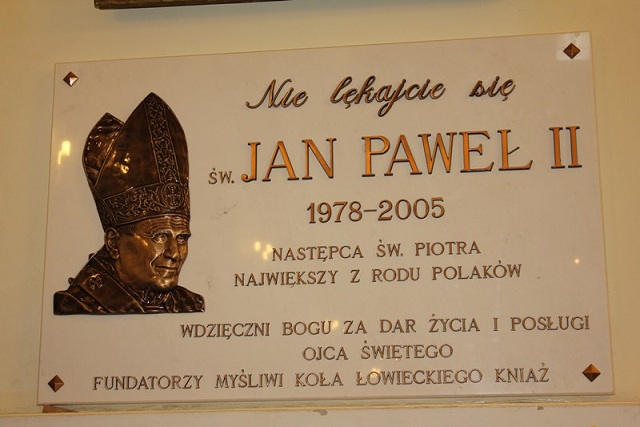 Nie lękajcie się
ŚW. JAN PAWEŁ II
1978-2005
NASTĘPCA ŚW. PIOTRA
NAJWIĘKSZY Z RODU POLAKÓW
WDZIĘCZNI BOGU ZA DAR ŻYCIA I POSŁUGI
OJCA ŚWIĘTEGO
FUNDATORZY MYŚLIWI KOŁA ŁOWIECKIEGO KNIAŹ